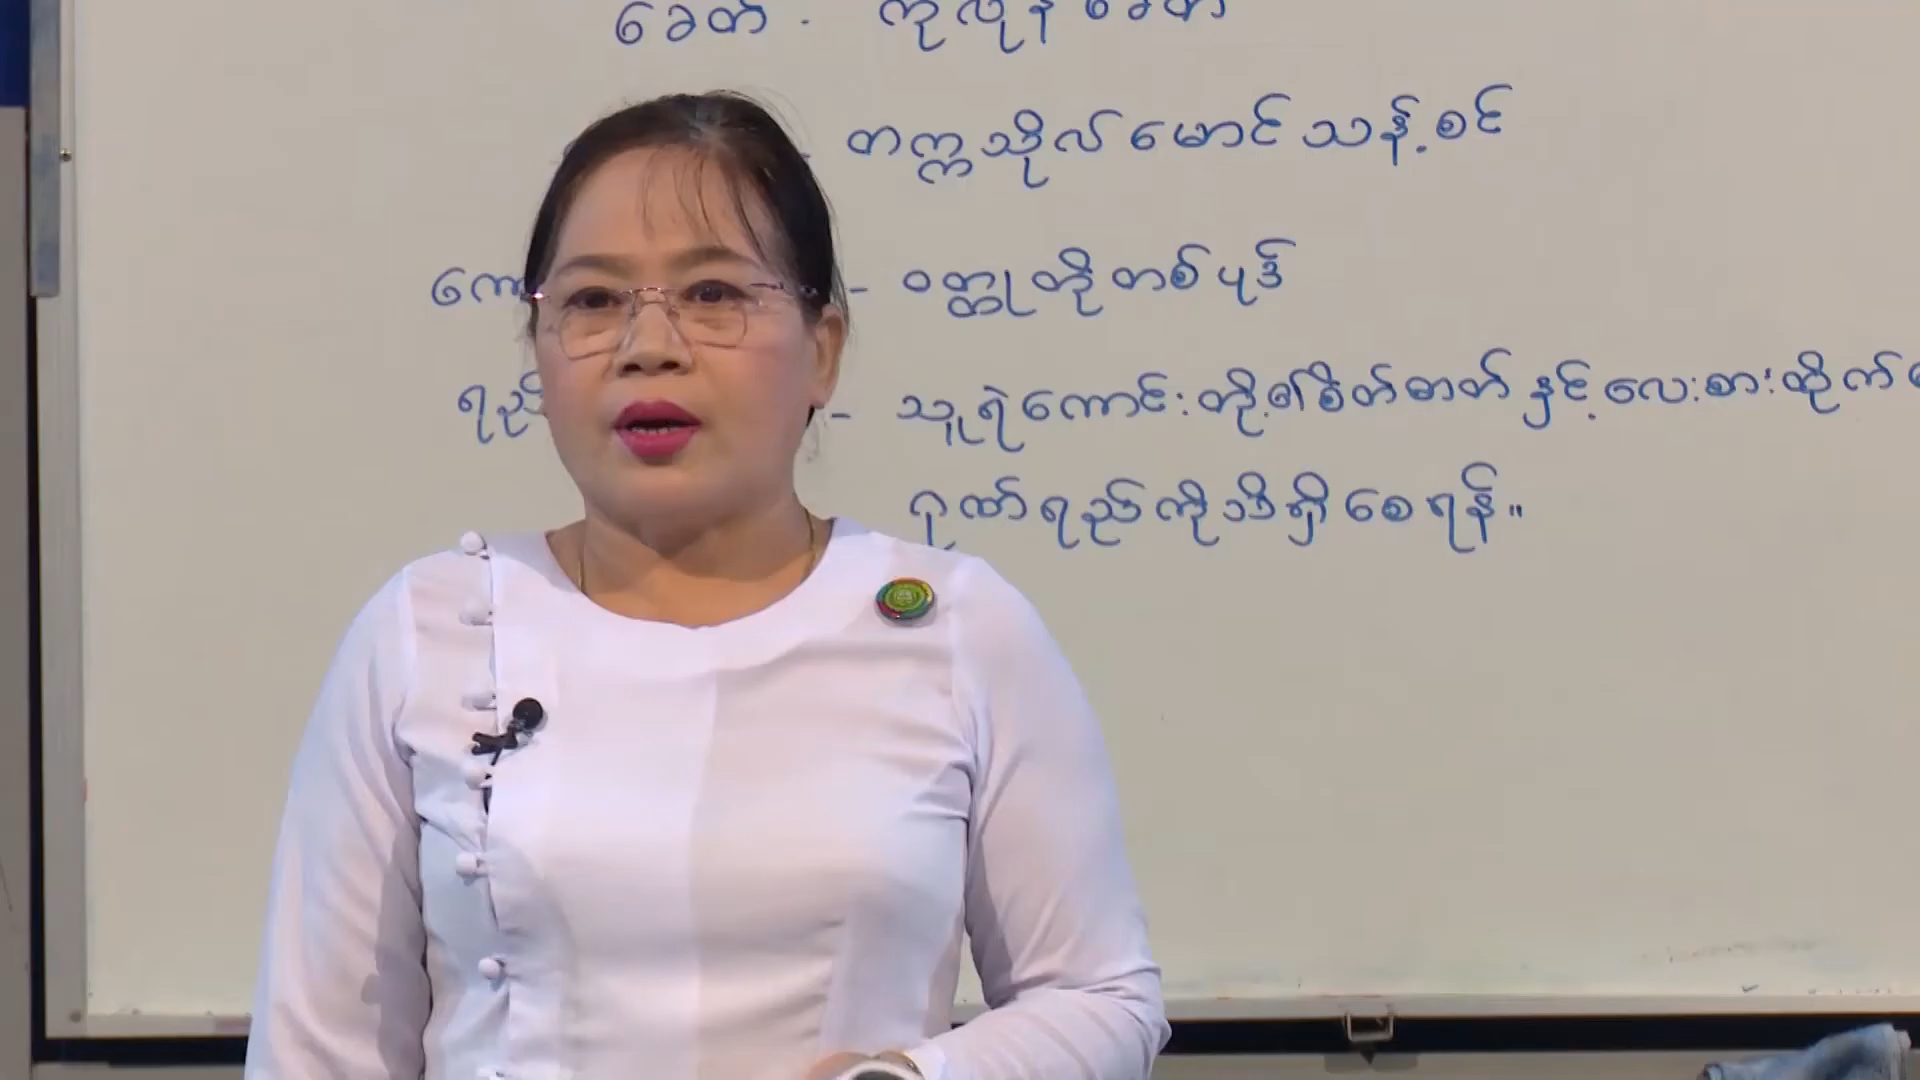 ခေတ် - ကိုလိုနီခေတ်
- တက္ကသိုလ်မောင်သန့်စင်
- ဝတ္ထုတိုတစ်ပုဒ်
- သူရဲကောင်းတို့၏စိတ်ဓာတ်နှင့်လေးစားထိုက်
ဂုဏ်ရည်ကိုသိရှိစေရန်။